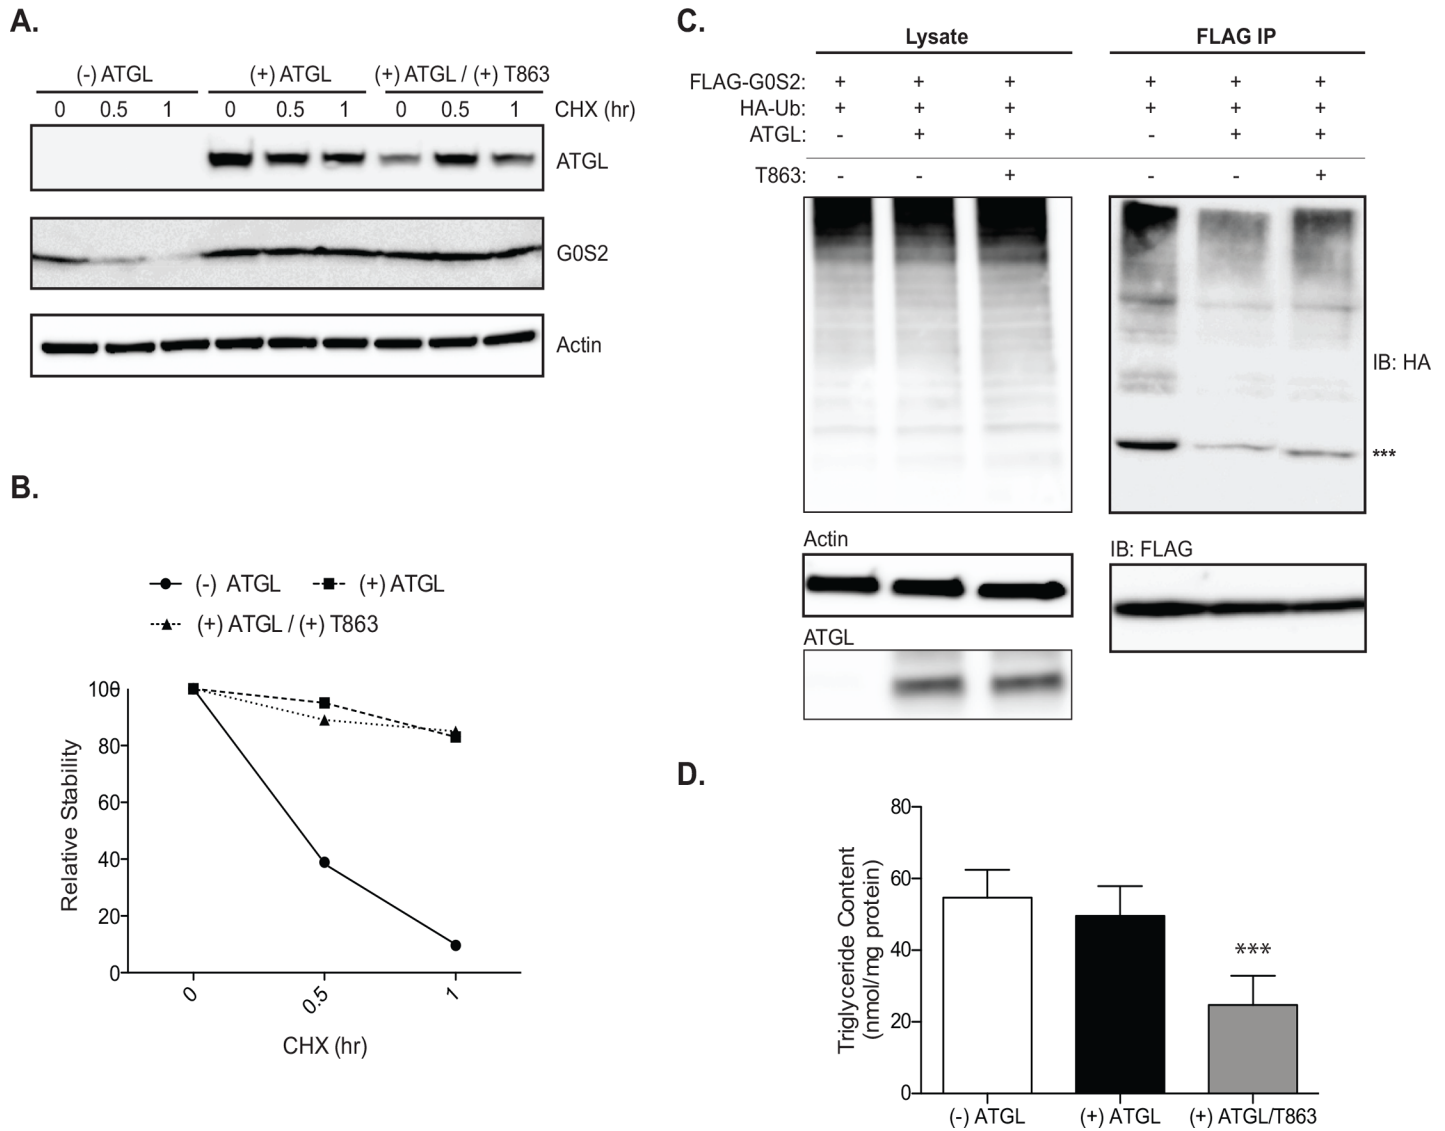 A.
(-) ATGL (+) ATGL (+) ATGL / (+) T863
0 0.5 1 0 0.5 1 0 0.5 1 CHX (hr)
ATGL
G0S2
Actin
B.
(-) ATGL (+) ATGL
(+) ATGL / (+) T863
Relative Stability
100
80
60
40
20
0
0 0.5 1
CHX (hr)
C.
Lysate FLAG IP
FLAG-G0S2: + + + + + +
HA-Ub: + + + + + +
ATGL: - + + - + +
T863: - - + - - +
IB: HA
***
Actin
IB: FLAG
ATGL
D.
Triglyceride Content
(nmol/mg protein)
80
60
40
20
0
***
(-) ATGL (+) ATGL (+) ATGL/T863